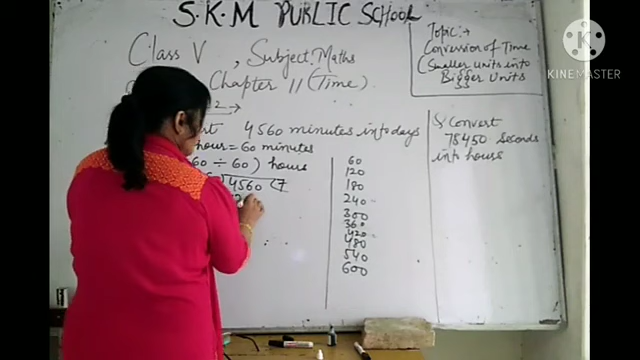 S.K.M PUBLIC SCHOOL
Class V , Subject. Maths
Chapter 11 (Time)
2
4560 minutes into days
hour = 60 minutes
60 ÷ 60) hours
4560 (7
60
120
180
240
300
360
420
480
540
600
Topic :→
Conversion of Time
(Smaller units into
Bigger Units
Convert
78450 seconds
into hours
KINEMASTER